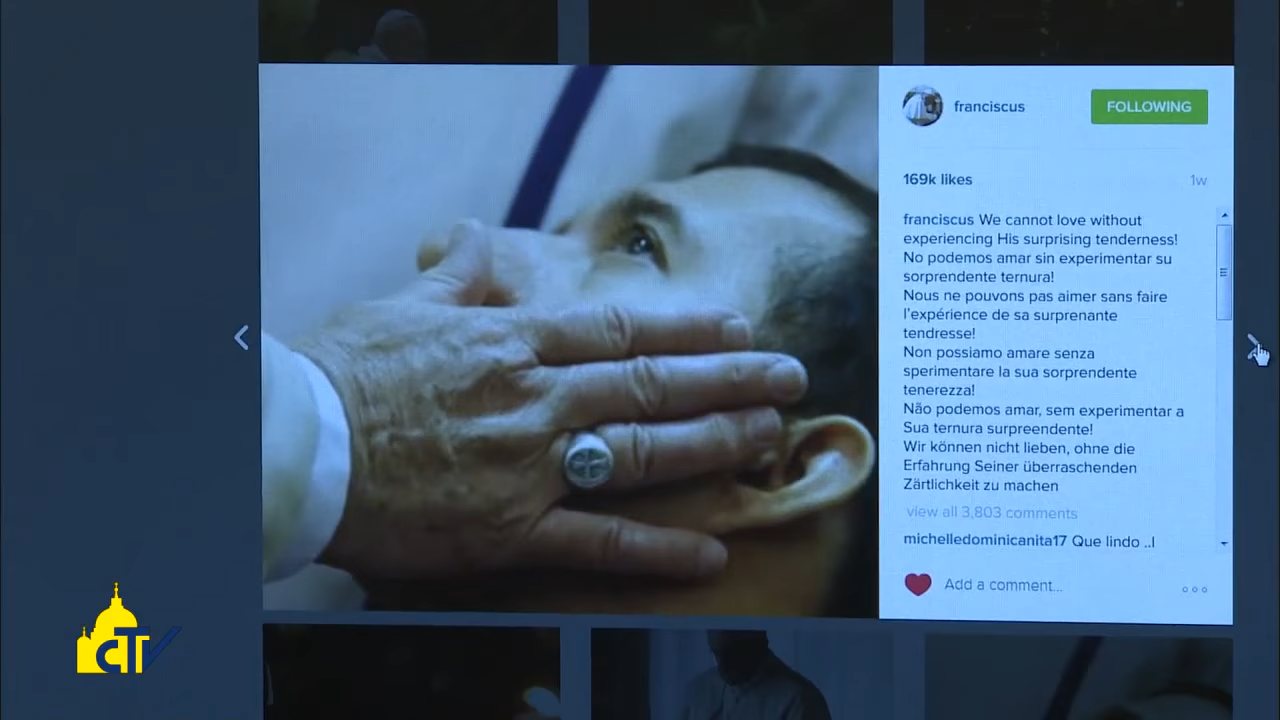 franciscus
FOLLOWING
169k likes
1w
franciscus We cannot love without
experiencing His surprising tenderness!
No podemos amar sin experimentar su
sorprendente ternura!
Nous ne pouvons pas aimer sans faire
l'expérience de sa surprenante
tendresse!
Non possiamo amare senza
sperimentare la sua sorprendente
tenerezza!
Não podemos amar, sem experimentar a
Sua ternura surpreendente!
Wir können nicht lieben, ohne die
Erfahrung Seiner überraschenden
Zärtlichkeit zu machen
view all 3,803 comments
michelledominicanita17 Que lindo ..I
Add a comment...
CTV